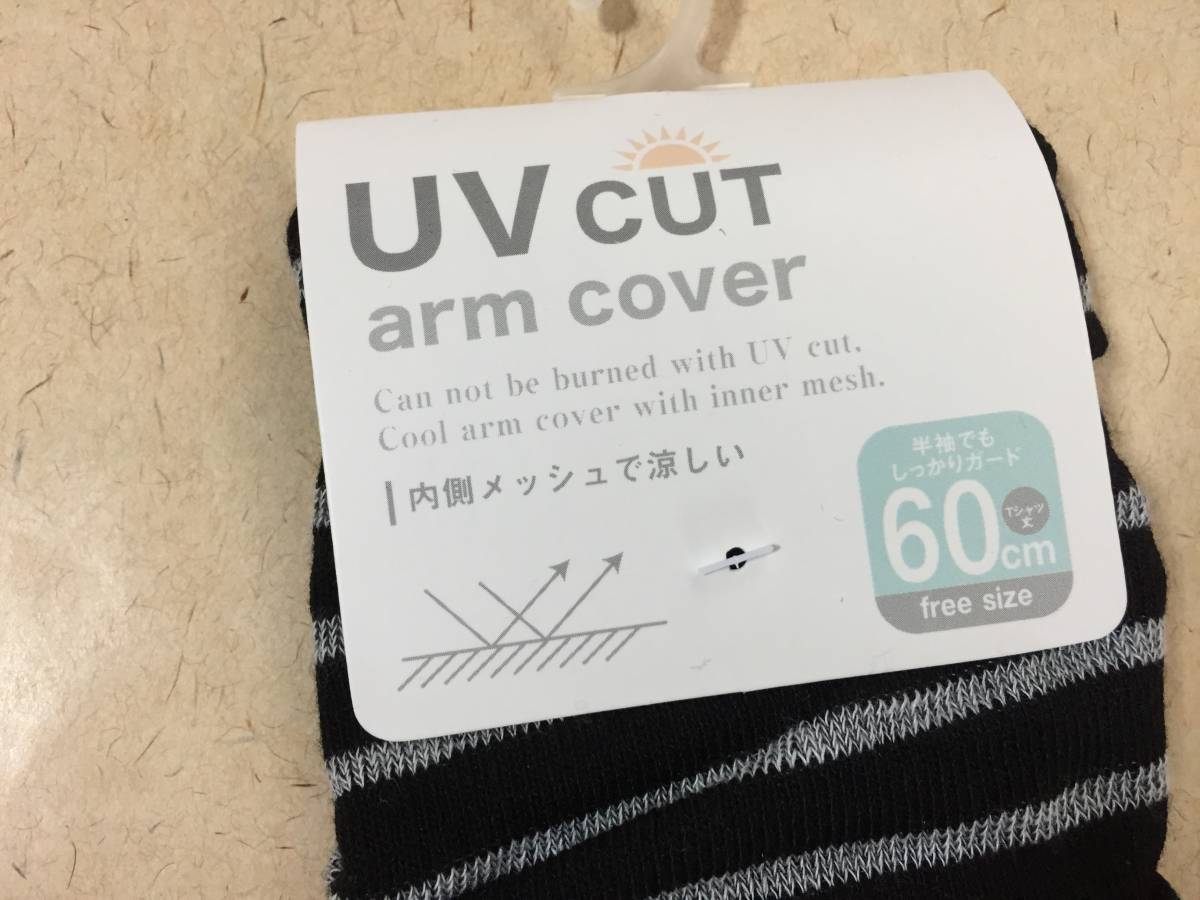 UV CUT
arm cover
Can not be burned with UV cut.
Cool arm cover with inner mesh.
内側メッシュで涼しい
半袖でも
しっかりガード
60cm
Tシャツ
丈
free size